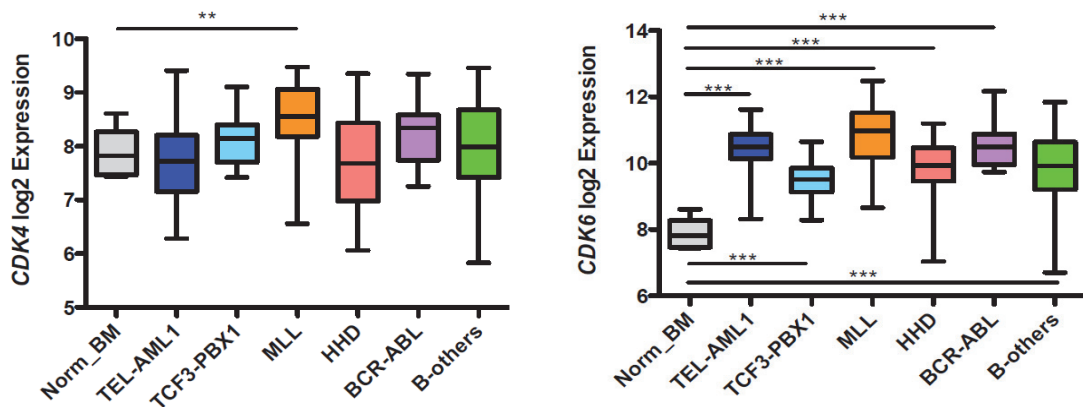 **
10
9
8
7
6
5
CDK4 log2 Expression
Norm_BM
TEL-AML1
TCF3-PBX1
MLL
HHD
BCR-ABL
B-others
***
***
***
***
***
***
14
12
10
8
6
CDK6 log2 Expression
Norm_BM
TEL-AML1
TCF3-PBX1
MLL
HHD
BCR-ABL
B-others